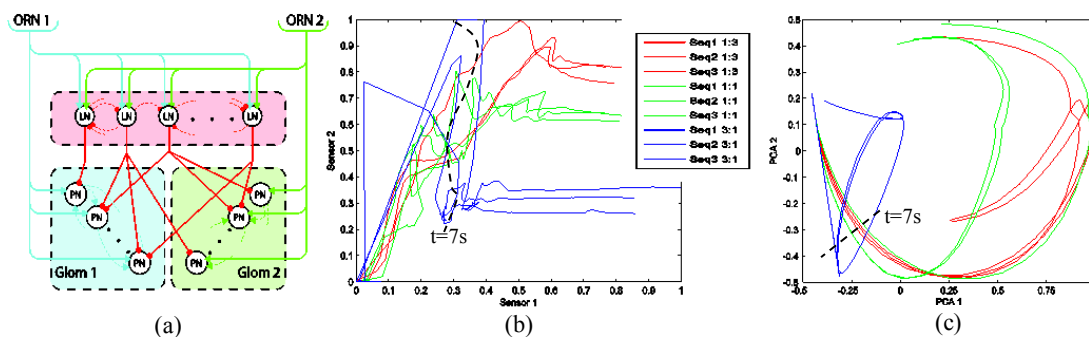 ORN 1
ORN 2
LN LN LN LN
PN
PN
PN
PN
PN
PN
Glom 1
Glom 2
(a)
Sensor 2
1
0.9
0.8
0.7
0.6
0.5
0.4
0.3
0.2
0.1
0
0 0.1 0.2 0.3 0.4 0.5 0.6 0.7 0.8 0.9 1
Sensor 1
t=7s
Seq1 1:3
Seq2 1:3
Seq3 1:3
Seq1 1:1
Seq2 1:1
Seq3 1:1
Seq1 3:1
Seq2 3:1
Seq3 3:1
(b)
PCA 2
0.5
0.4
0.3
0.2
0.1
0
-0.1
-0.2
-0.3
-0.4
-0.5
-0.5 -0.25 0 0.25 0.5 0.75
PCA 1
t=7s
(c)